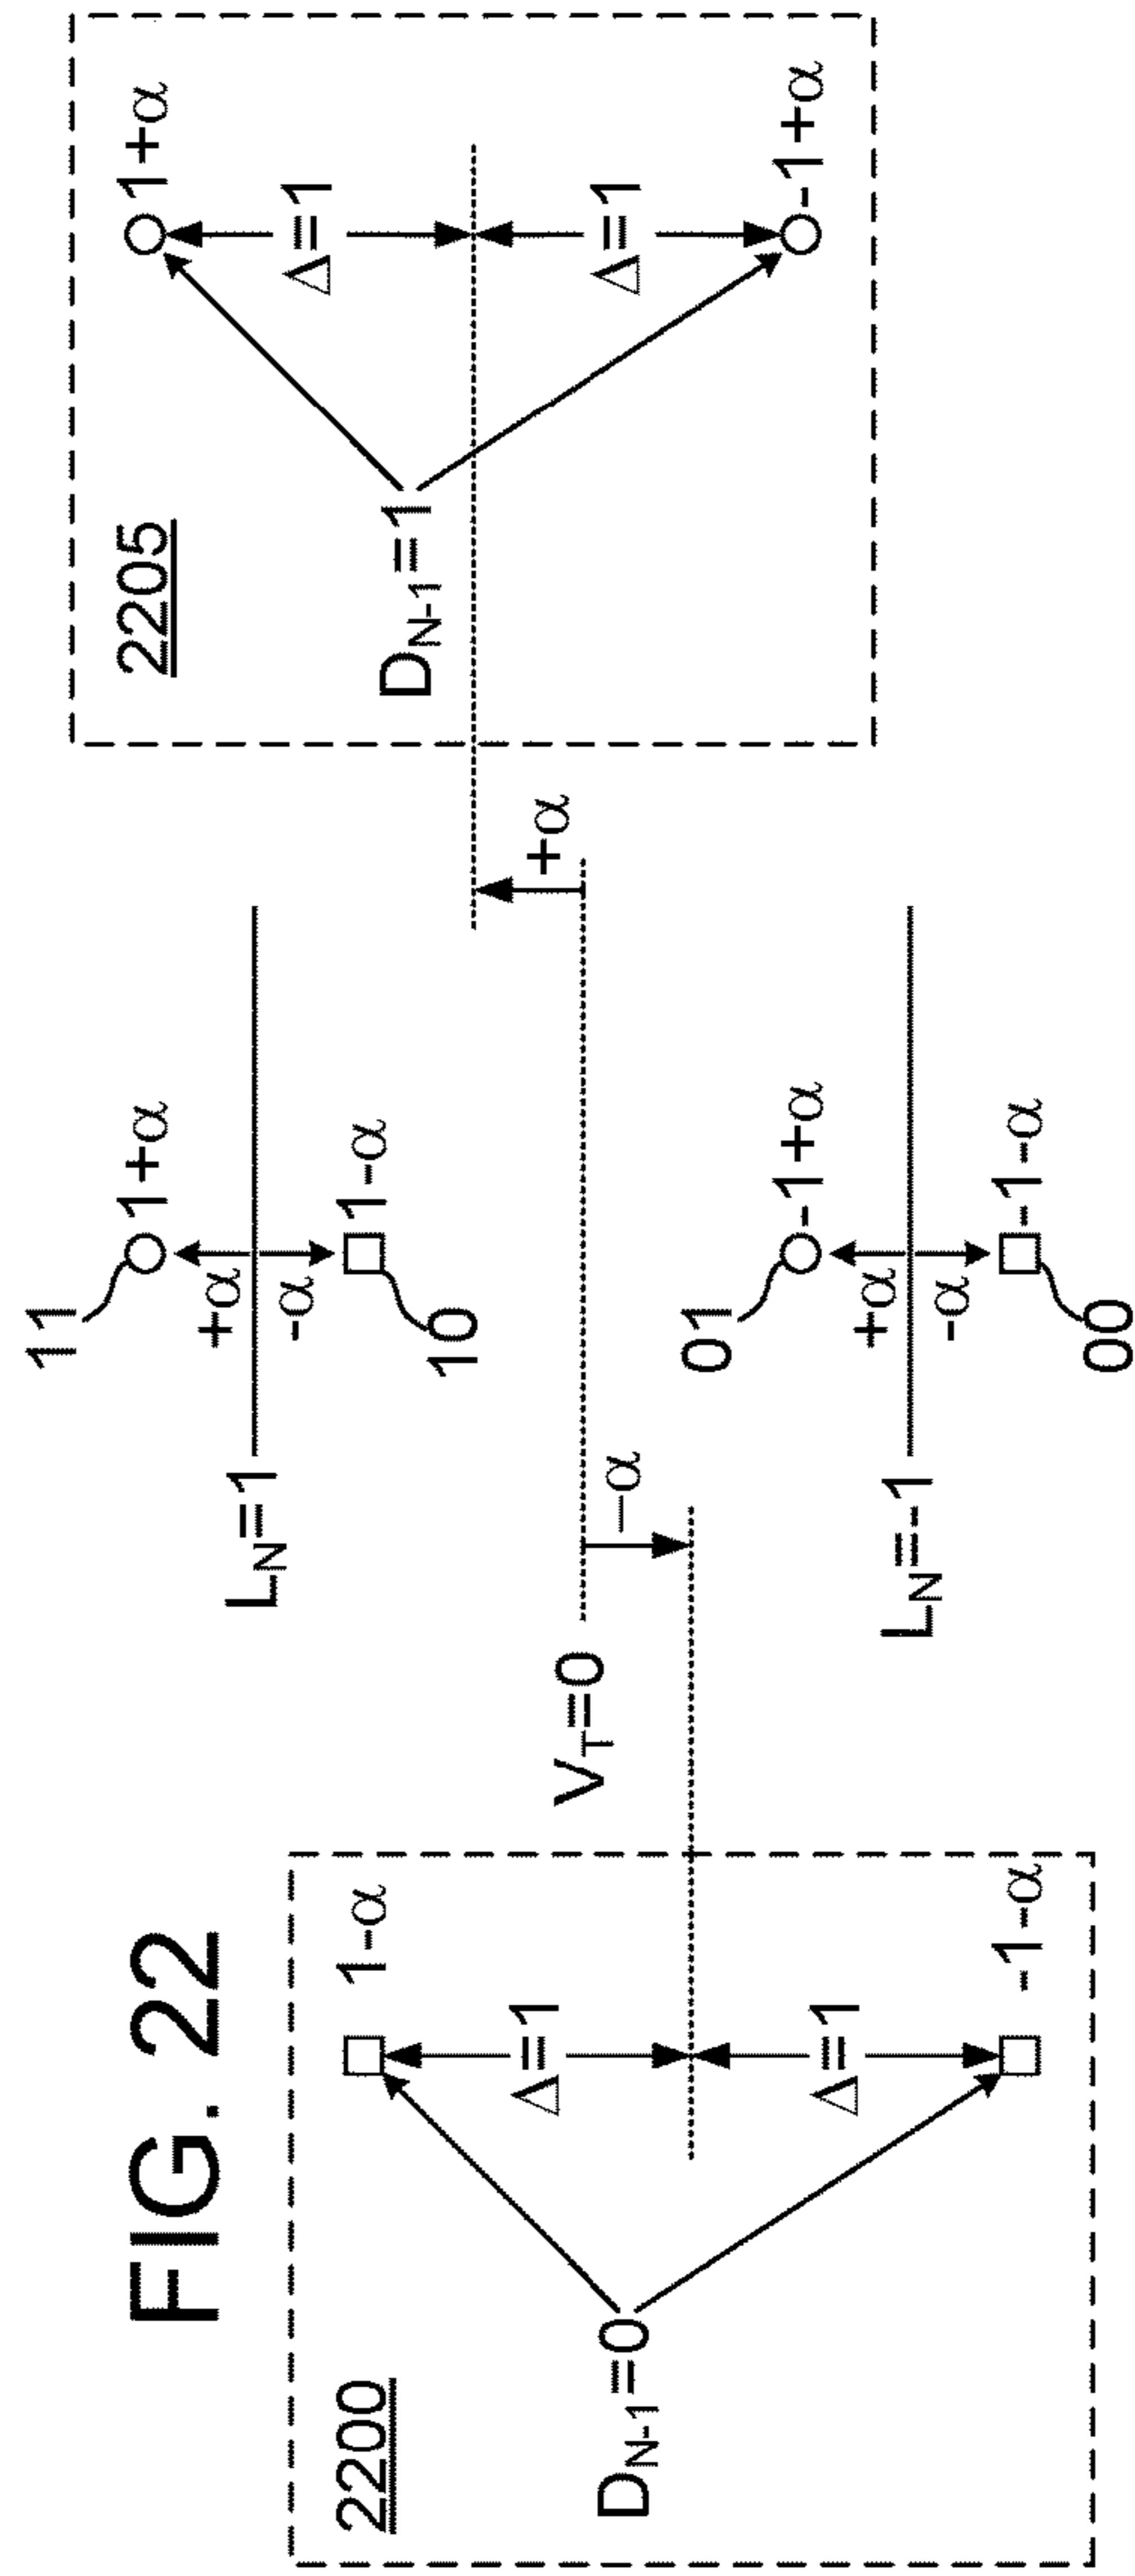 FIG. 22
2200
D_{N-1}=0
1-α
Δ=1
Δ=1
-1-α
V_T=0
–α
L_N=1
11
1+α
+α
-α
10
1-α
L_N=-1
01
-1+α
+α
-α
00
-1-α
+α
2205
D_{N-1}=1
1+α
Δ=1
Δ=1
-1+α